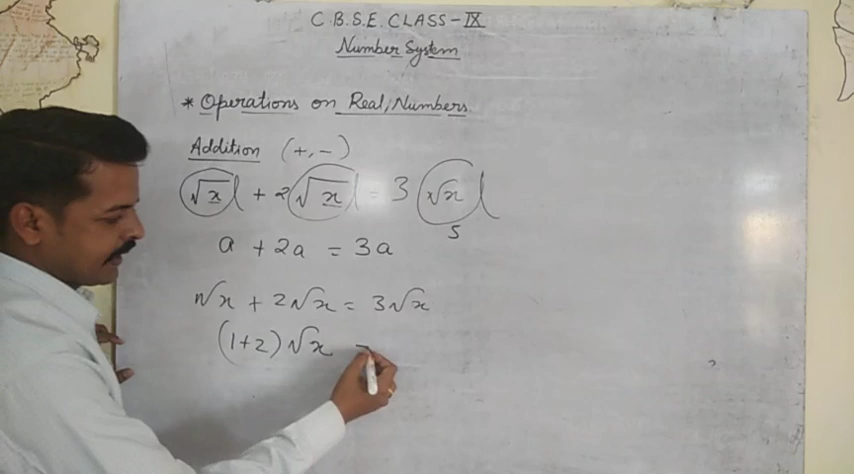 C.B.S.E. CLASS - IX
Number System
* Operations on Real Numbers
Addition (+, -)
√x + 2√x = 3√x
5
a + 2a = 3a
√x + 2√x = 3√x
(1+2)√x